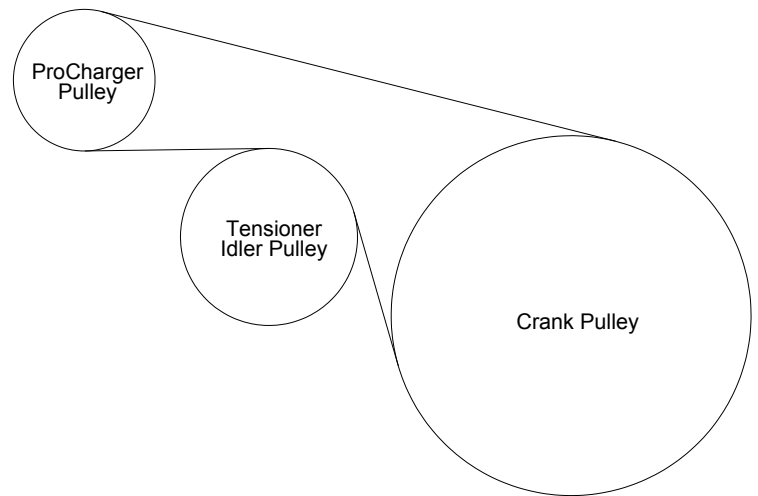 ProCharger
Pulley
Tensioner
Idler Pulley
Crank Pulley